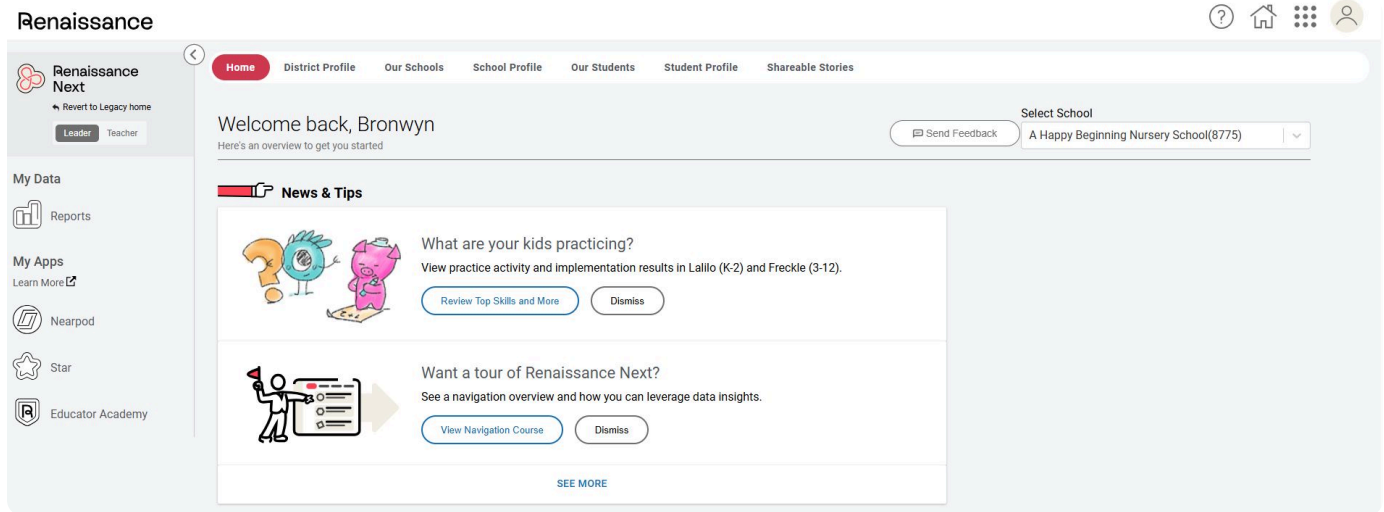 Renaissance
Renaissance
Next
Revert to Legacy home
Leader
Teacher
My Data
Reports
My Apps
Learn More
Nearpod
Star
Educator Academy
Home
District Profile
Our Schools
School Profile
Our Students
Student Profile
Shareable Stories
Welcome back, Bronwyn
Here's an overview to get you started
Send Feedback
Select School
A Happy Beginning Nursery School(8775)
News & Tips
What are your kids practicing?
View practice activity and implementation results in Lalilo (K-2) and Freckle (3-12).
Review Top Skills and More
Dismiss
Want a tour of Renaissance Next?
See a navigation overview and how you can leverage data insights.
View Navigation Course
Dismiss
SEE MORE